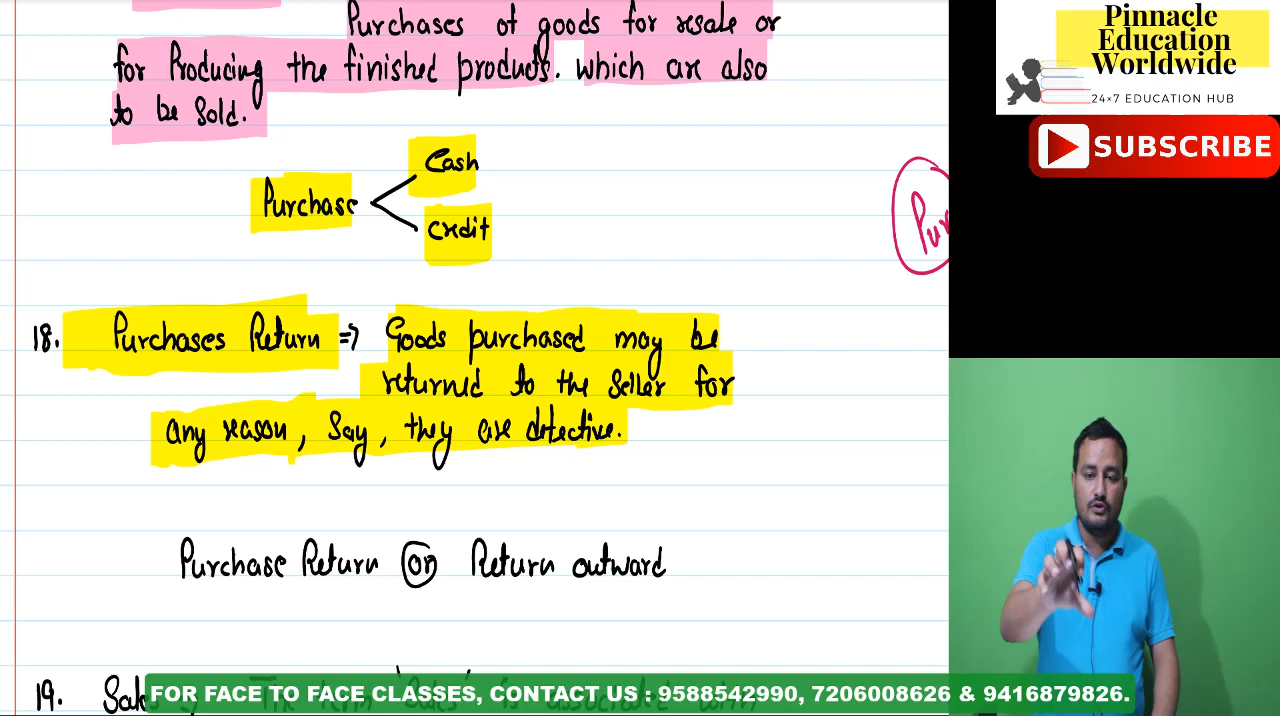 Purchases of goods for resale or
for Producing the finished products. which are also
to be sold.
Purchase
Cash
credit
Pur
18. Purchases Return => Goods purchased may be
returned to the seller for
any reason, say, they are defective.
Purchase Return or Return outward
19.
Pinnacle
Education
Worldwide
24×7 EDUCATION HUB
SUBSCRIBE
FOR FACE TO FACE CLASSES, CONTACT US : 9588542990, 7206008626 & 9416879826.